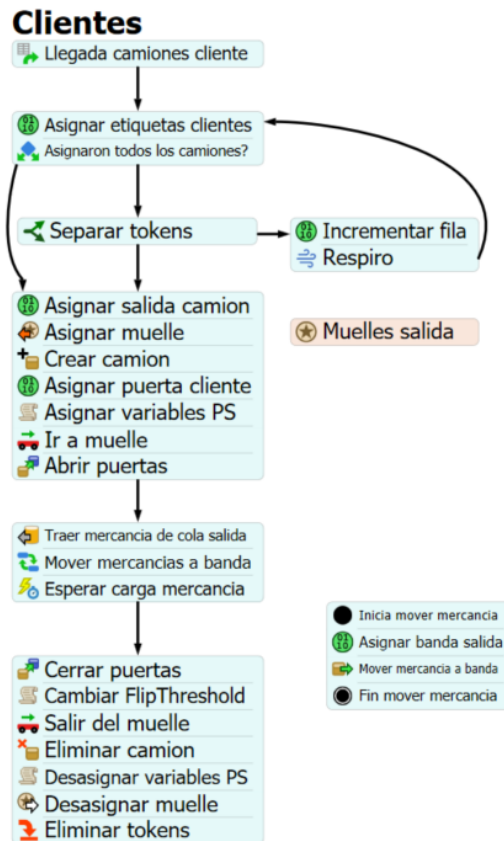 Clientes
Llegada camiones cliente
Asignar etiquetas clientes
Asignaron todos los camiones?
Separar tokens
Incrementar fila
Respiro
Asignar salida camion
Asignar muelle
Crear camion
Asignar puerta cliente
Asignar variables PS
Ir a muelle
Abrir puertas
Muelles salida
Traer mercancia de cola salida
Mover mercancias a banda
Esperar carga mercancia
Inicia mover mercancia
Asignar banda salida
Mover mercancia a banda
Fin mover mercancia
Cerrar puertas
Cambiar FlipThreshold
Salir del muelle
Eliminar camion
Desasignar variables PS
Desasignar muelle
Eliminar tokens